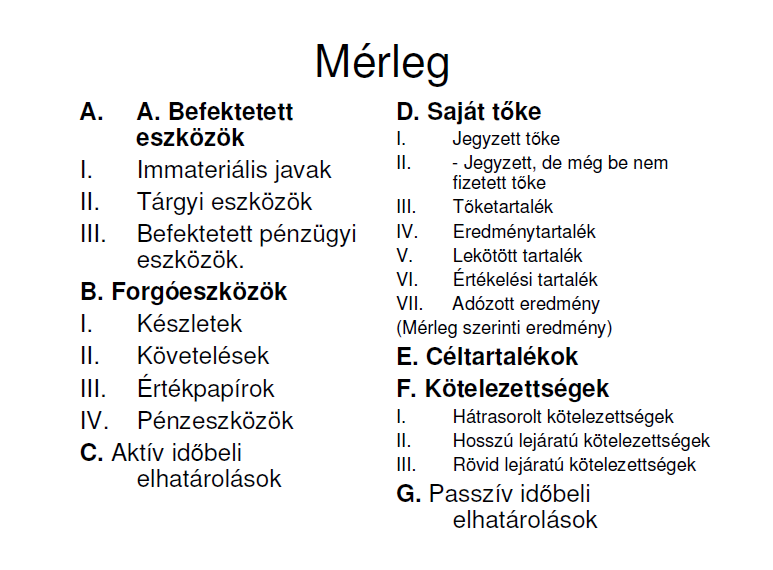 Mérleg
A. A. Befektetett
eszközök
I. Immateriális javak
II. Tárgyi eszközök
III. Befektetett pénzügyi
eszközök.
B. Forgóeszközök
I. Készletek
II. Követelések
III. Értékpapírok
IV. Pénzeszközök
C. Aktív időbeli
elhatárolások
D. Saját tőke
I. Jegyzett tőke
II. - Jegyzett, de még be nem
fizetett tőke
III. Tőketartalék
IV. Eredménytartalék
V. Lekötött tartalék
VI. Értékelési tartalék
VII. Adózott eredmény
(Mérleg szerinti eredmény)
E. Céltartalékok
F. Kötelezettségek
I. Hátrasorolt kötelezettségek
II. Hosszú lejáratú kötelezettségek
III. Rövid lejáratú kötelezettségek
G. Passzív időbeli
elhatárolások